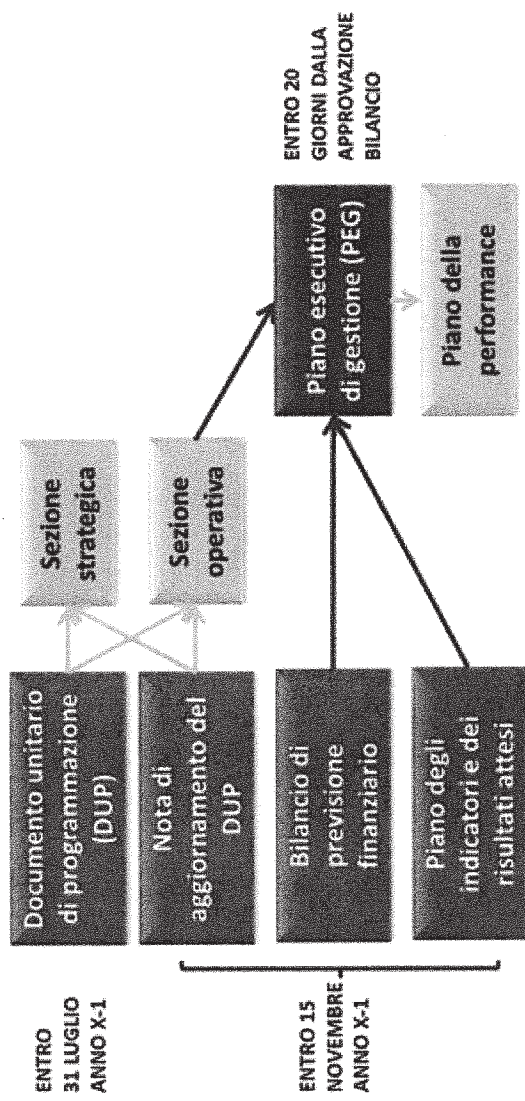 ENTRO
31 LUGLIO
ANNO X-1
Documento unitario
di programmazione
(DUP)
Sezione
strategica
Nota di
aggiornamento del
DUP
Sezione
operativa
ENTRO 15
NOVEMBRE
ANNO X-1
Bilancio di
previsione
finanziario
Piano esecutivo
di gestione (PEG)
ENTRO 20
GIORNI DALLA
APPROVAZIONE
BILANCIO
Piano degli
indicatori e dei
risultati attesi
Piano della
performance